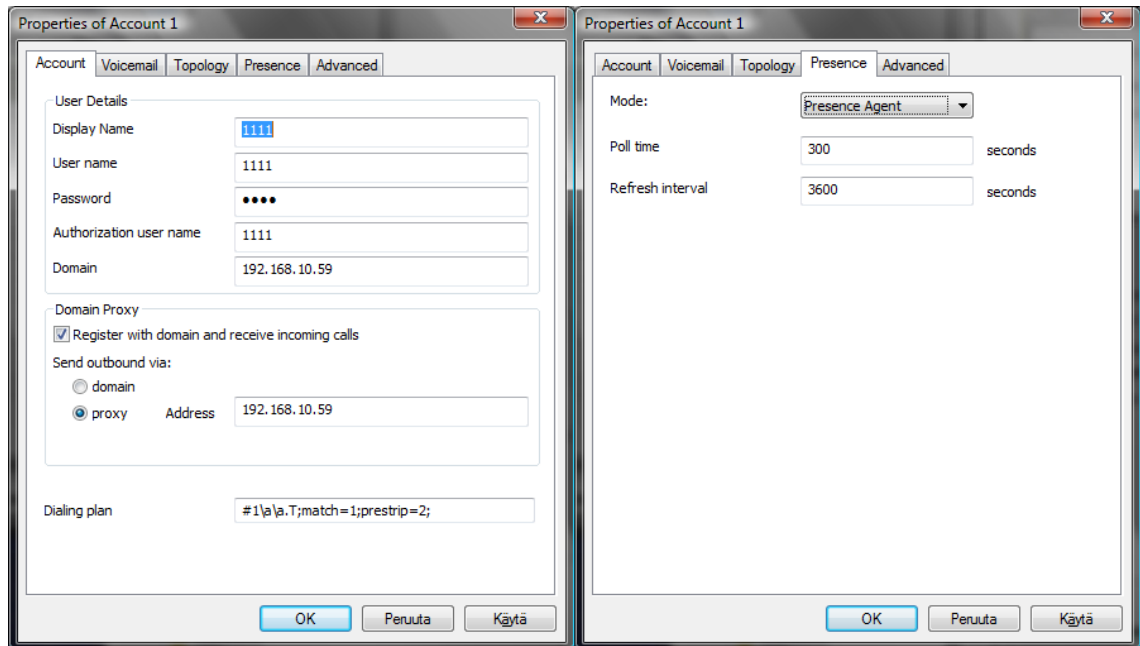 Properties of Account 1
Account Voicemail Topology Presence Advanced
User Details
Display Name 1111
User name 1111
Password ●●●●
Authorization user name 1111
Domain 192.168.10.59
Domain Proxy
Register with domain and receive incoming calls
Send outbound via:
domain
proxy Address 192.168.10.59
Dialing plan #1\a\a.T;match=1;prestrip=2;
OK Peruuta Käytä
Properties of Account 1
Account Voicemail Topology Presence Advanced
Mode: Presence Agent
Poll time 300 seconds
Refresh interval 3600 seconds
OK Peruuta Käytä